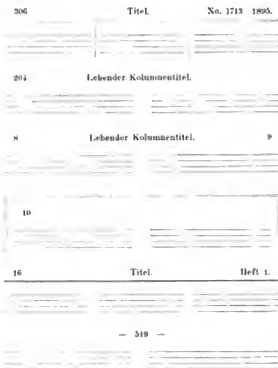 306 Titel. No. 1713 1895.
204 Lebender Kolumnentitel.
8 Lebender Kolumnentitel. 9
10
16 Titel. Heft 1.
— 519 —